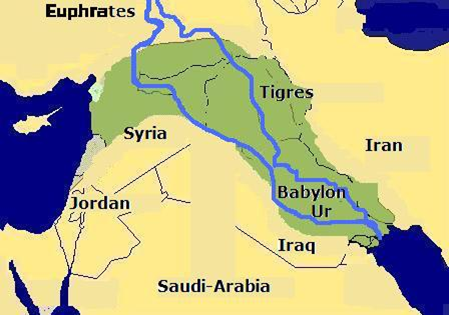 Euphrates
Tigres
Syria
Iran
Babylon
Ur
Jordan
Iraq
Saudi-Arabia